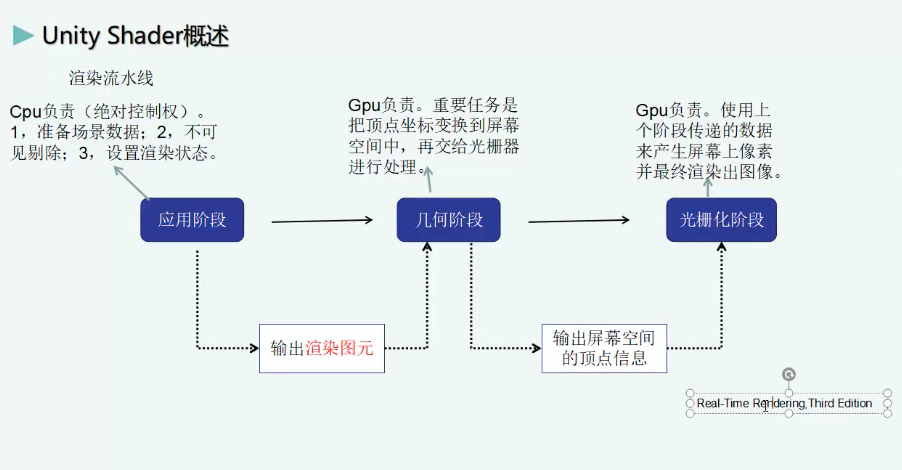 Unity Shader概述
渲染流水线
Cpu负责（绝对控制权）。
1，准备场景数据；2，不可
见剔除；3，设置渲染状态。
Gpu负责。重要任务是
把顶点坐标变换到屏幕
空间中，再交给光栅器
进行处理。
Gpu负责。使用上
个阶段传递的数据
来产生屏幕上像素
并最终渲染出图像。
应用阶段
几何阶段
光栅化阶段
输出渲染图元
输出屏幕空间
的顶点信息
Real-Time Rendering,Third Edition